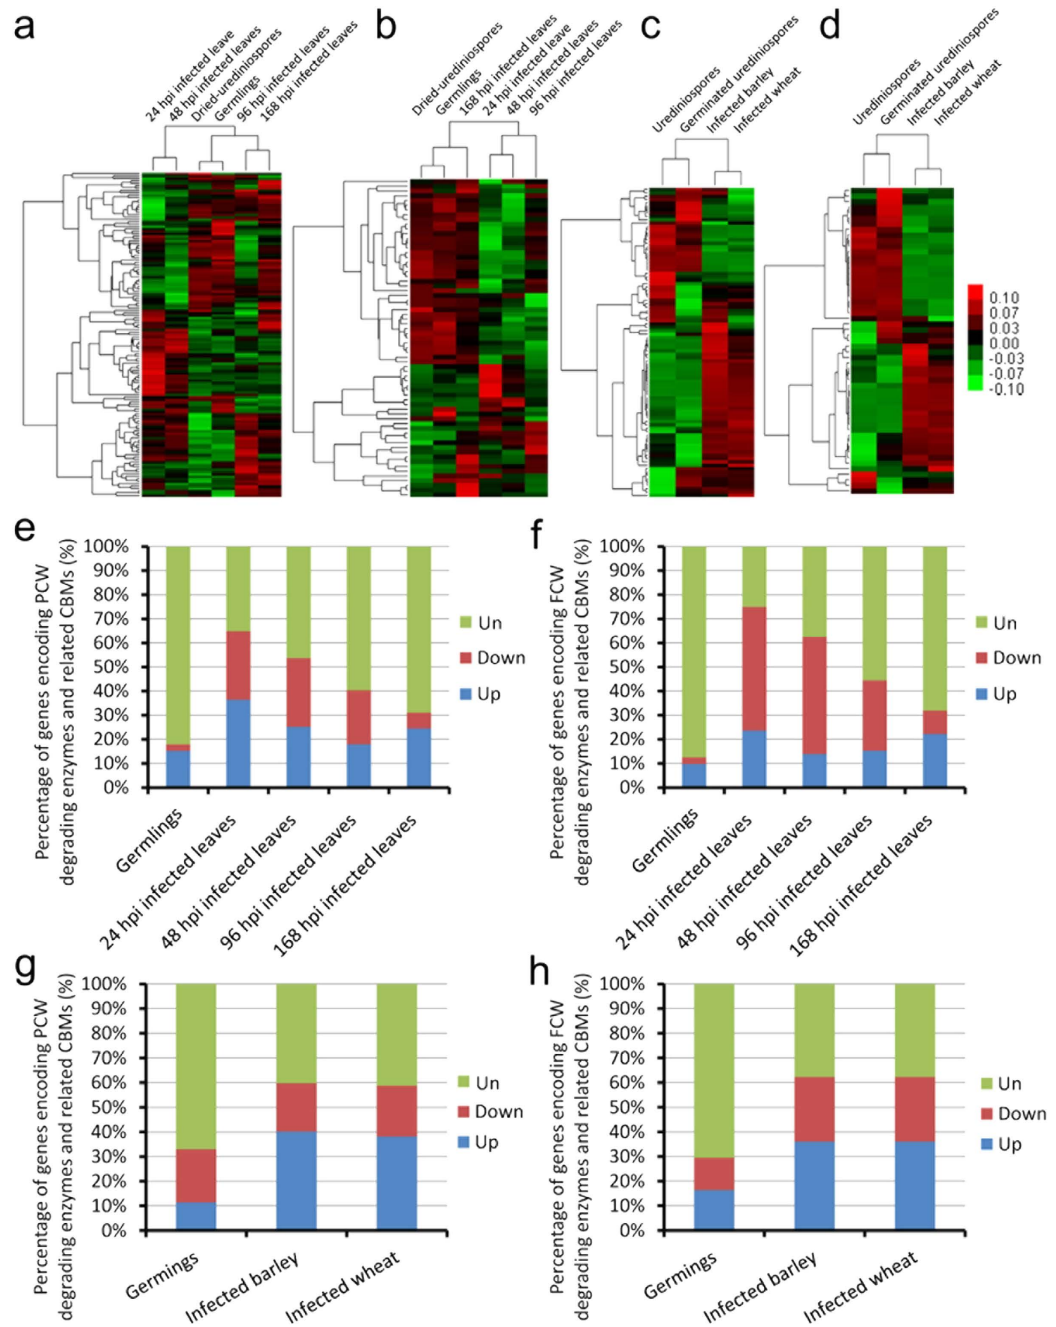 a
24 hpi infected leave
48 hpi infected leaves
Dried-urediniospores
Germlings
96 hpi infected leaves
168 hpi infected leaves
b
Dried-urediniospores
Germlings
168 hpi infected leaves
24 hpi infected leave
48 hpi infected leaves
96 hpi infected leaves
c
Urediniospores
Germinated urediniospores
Infected barley
Infected wheat
d
Urediniospores
Germinated urediniospores
Infected barley
Infected wheat
0.10
0.07
0.03
0.00
-0.03
-0.07
-0.10
e
Percentage of genes encoding PCW
degrading enzymes and related CBMs (%)
100%
90%
80%
70%
60%
50%
40%
30%
20%
10%
0%
Germlings
24 hpi infected leaves
48 hpi infected leaves
96 hpi infected leaves
168 hpi infected leaves
Un
Down
Up
f
Percentage of genes encoding FCW
degrading enzymes and related CBMs (%)
100%
90%
80%
70%
60%
50%
40%
30%
20%
10%
0%
Germlings
24 hpi infected leaves
48 hpi infected leaves
96 hpi infected leaves
168 hpi infected leaves
Un
Down
Up
g
Percentage of genes encoding PCW
degrading enzymes and related CBMs (%)
100%
90%
80%
70%
60%
50%
40%
30%
20%
10%
0%
Germings
Infected barley
Infected wheat
Un
Down
Up
h
Percentage of genes encoding FCW
degrading enzymes and related CBMs (%)
100%
90%
80%
70%
60%
50%
40%
30%
20%
10%
0%
Germings
Infected barley
Infected wheat
Un
Down
Up